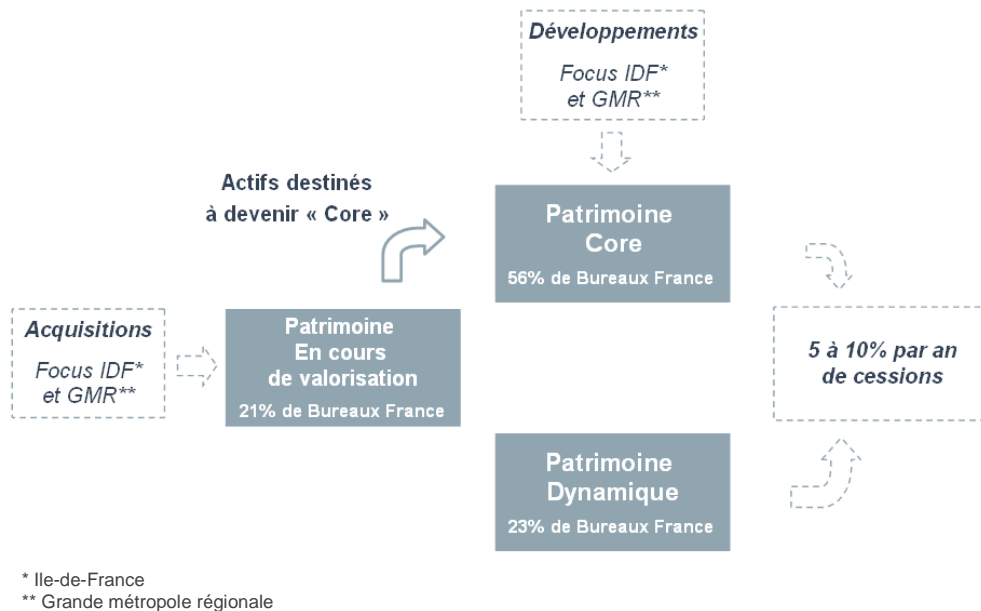 Développements
Focus IDF*
et GMR**
Actifs destinés
à devenir « Core »
Patrimoine
Core
56% de Bureaux France
Acquisitions
Focus IDF*
et GMR**
Patrimoine
En cours
de valorisation
21% de Bureaux France
5 à 10% par an
de cessions
Patrimoine
Dynamique
23% de Bureaux France
* Ile-de-France
** Grande métropole régionale